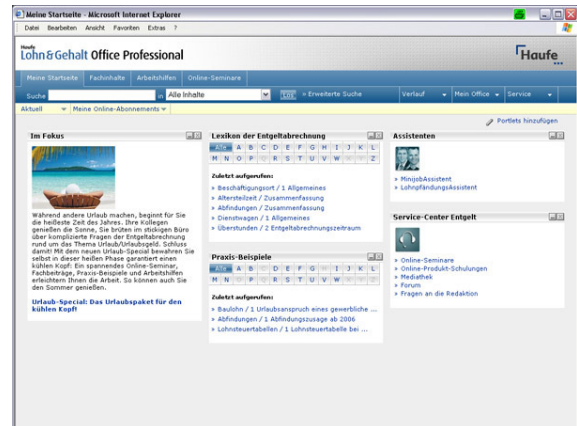 Meine Startseite - Microsoft Internet Explorer
Datei Bearbeiten Ansicht Favoriten Extras ?
Haufe
Lohn & Gehalt Office Professional
Haufe
Meine Startseite Fachinhalte Arbeitshilfen Online-Seminare
Suche in Alle Inhalte LOS » Erweiterte Suche Verlauf Mein Office Service
Aktuell Meine Online-Abonnements
Portlets hinzufügen
Im Fokus
Während andere Urlaub machen, beginnt für Sie
die heißeste Zeit des Jahres. Ihre Kollegen
genießen die Sonne, Sie brüten im stickigen Büro
über komplizierte Fragen der Entgeltabrechnung
rund um das Thema Urlaub/Urlaubsgeld. Schluss
damit! Mit dem neuen Urlaub-Special bewahren Sie
selbst in dieser heißen Phase garantiert einen
kühlen Kopf: Ein spannendes Online-Seminar,
Fachbeiträge, Praxis-Beispiele und Arbeitshilfen
erleichtern Ihnen die Arbeit. So können auch Sie
den Sommer genießen.
Urlaub-Special: Das Urlaubspaket für den
kühlen Kopf!
Lexikon der Entgeltabrechnung
Alle A B C D E F G H I J K L
M N O P Q R S T U V W X Y Z
Zuletzt aufgerufen:
» Beschäftigungsort / 1 Allgemeines
» Altersteilzeit / Zusammenfassung
» Abfindungen / Zusammenfassung
» Dienstwagen / 1 Allgemeines
» Überstunden / 2 Entgeltabrechnungszeitraum
Praxis-Beispiele
Alle A B C D E F G H I J K L
M N O P Q R S T U V W X Y Z
Zuletzt aufgerufen:
» Baulohn / 1 Urlaubsanspruch eines gewerbliche ...
» Abfindungen / 1 Abfindungszusage ab 2006
» Lohnsteuertabellen / 1 Lohnsteuertabelle bei ...
Assistenten
» MinijobAssistent
» LohnpfändungsAssistent
Service-Center Entgelt
» Online-Seminare
» Online-Produkt-Schulungen
» Mediathek
» Forum
» Fragen an die Redaktion